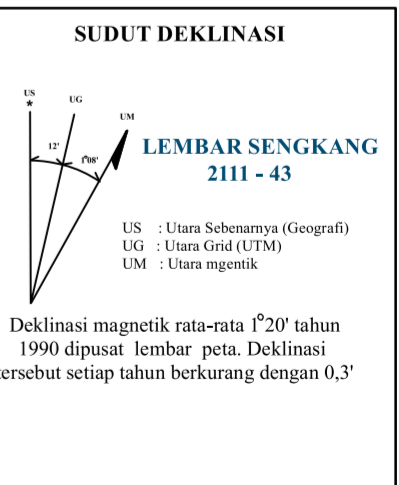 SUDUT DEKLINASI
US
*
UG
UM
12'
1°08'
LEMBAR SENGKANG
2111 - 43
US : Utara Sebenarnya (Geografi)
UG : Utara Grid (UTM)
UM : Utara mgentik
Deklinasi magnetik rata-rata 1°20' tahun
1990 dipusat lembar peta. Deklinasi
tersebut setiap tahun berkurang dengan 0,3'